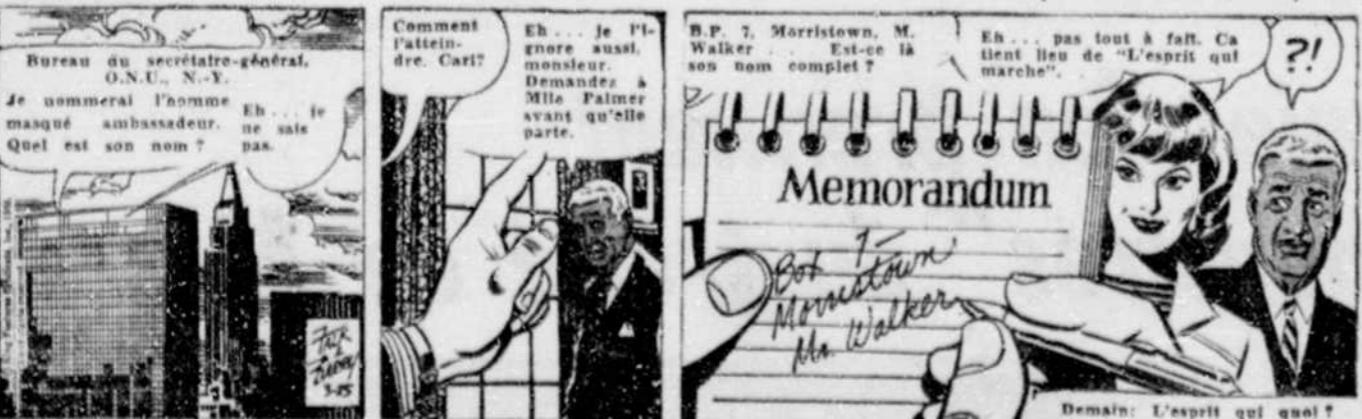 Bureau du secrétaire-général,
O.N.U., N.-Y.
Je nommerai l'homme
masqué ambassadeur.
Quel est son nom ?
Eh . . . je
ne sais
pas.
3-25
Comment
l'attein-
dre, Carl?
Eh . . . je l'i-
gnore aussi,
monsieur.
Demandez à
Mlle Palmer
avant qu'elle
parte.
B.P. 7, Morristown, M.
Walker . . . Est-ce là
son nom complet ?
Eh . . . pas tout à fait. Ca
tient lieu de "L'esprit qui
marche".
?!
Memorandum
Box 7—
Morristown
Mr. Walker
Demain: L'esprit qui quoi ?